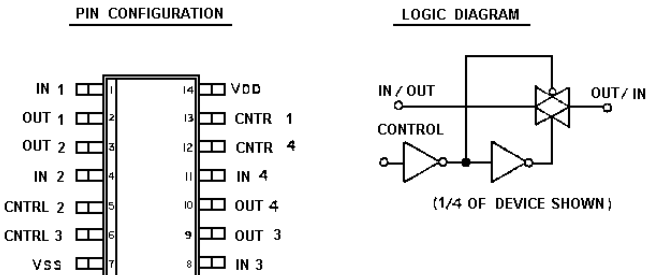 PIN CONFIGURATION
IN 1 1 14 VDD
OUT 1 2 13 CNTR 1
OUT 2 3 12 CNTR 4
IN 2 4 11 IN 4
CNTRL 2 5 10 OUT 4
CNTRL 3 6 9 OUT 3
VSS 7 8 IN 3
LOGIC DIAGRAM
IN / OUT
OUT / IN
CONTROL
(1/4 OF DEVICE SHOWN)